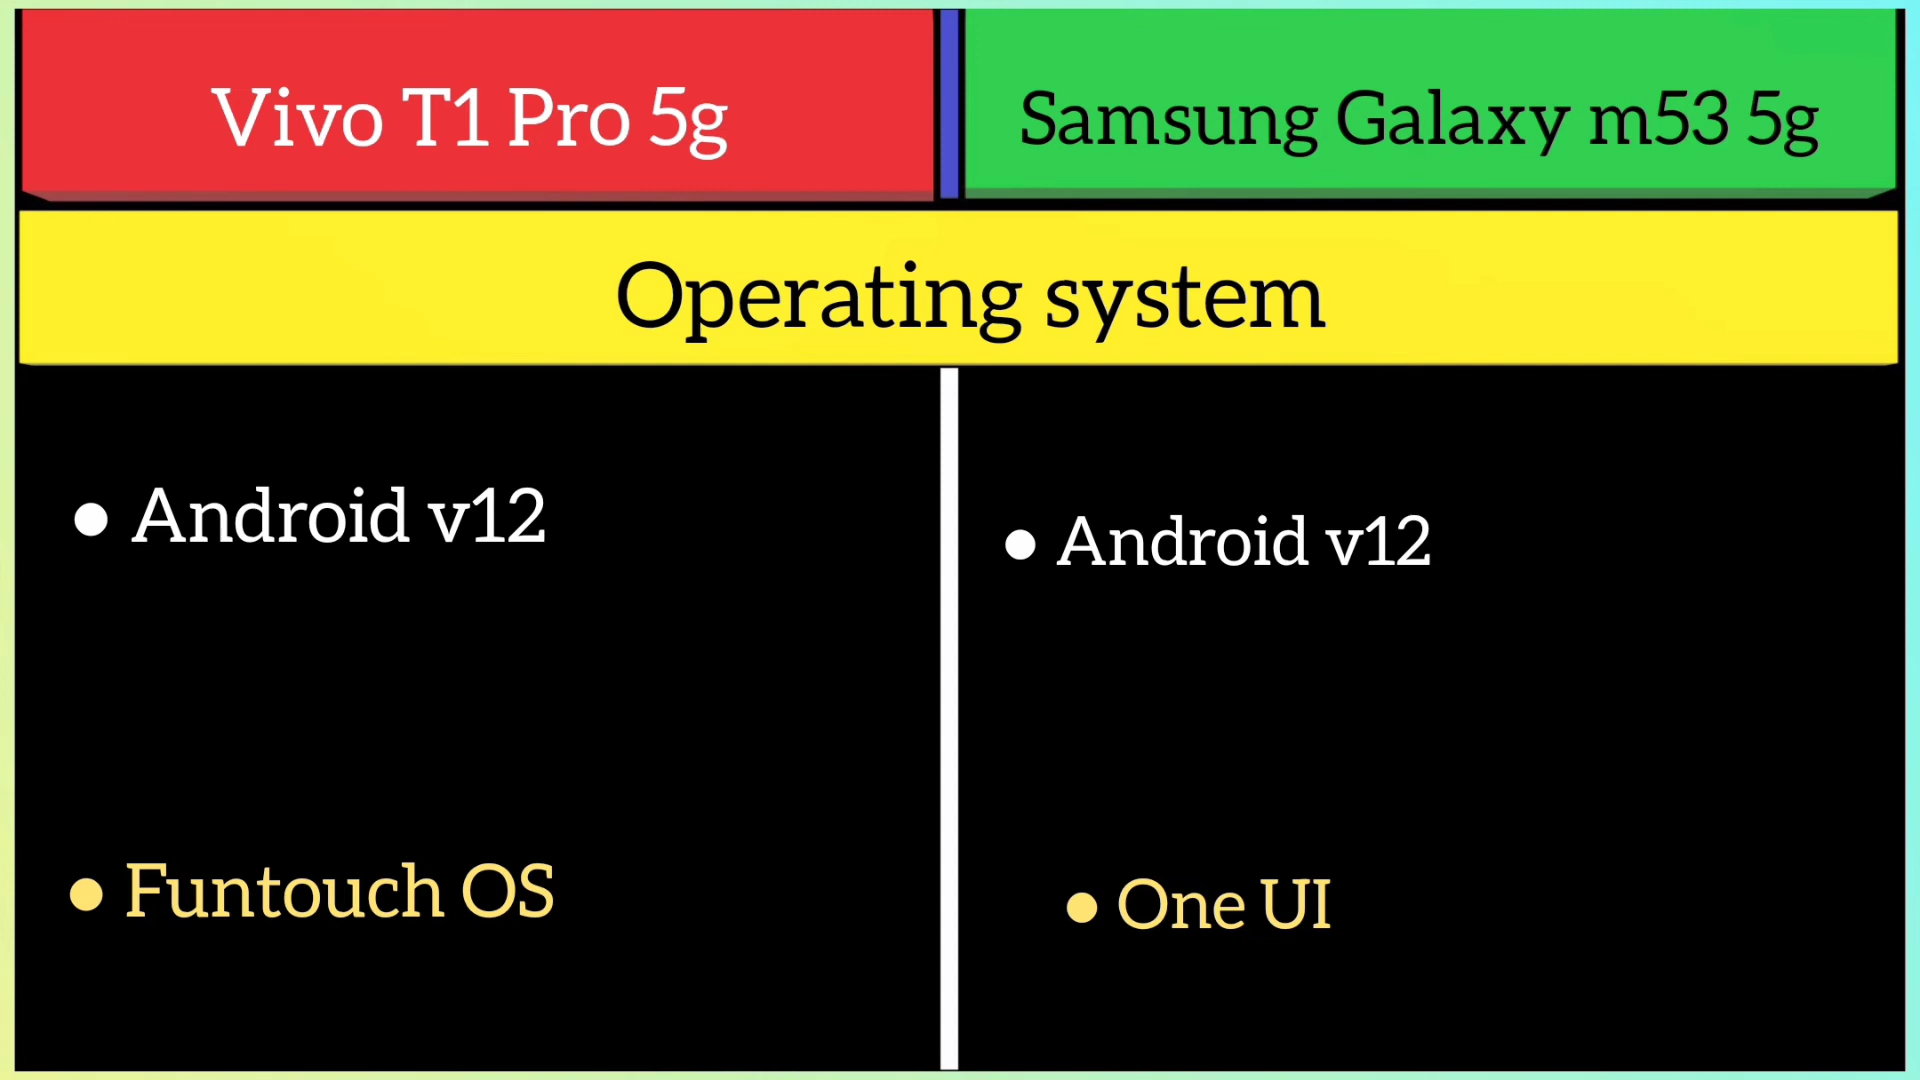 Vivo T1 Pro 5g
Samsung Galaxy m53 5g
Operating system
• Android v12
• Android v12
• Funtouch OS
• One UI